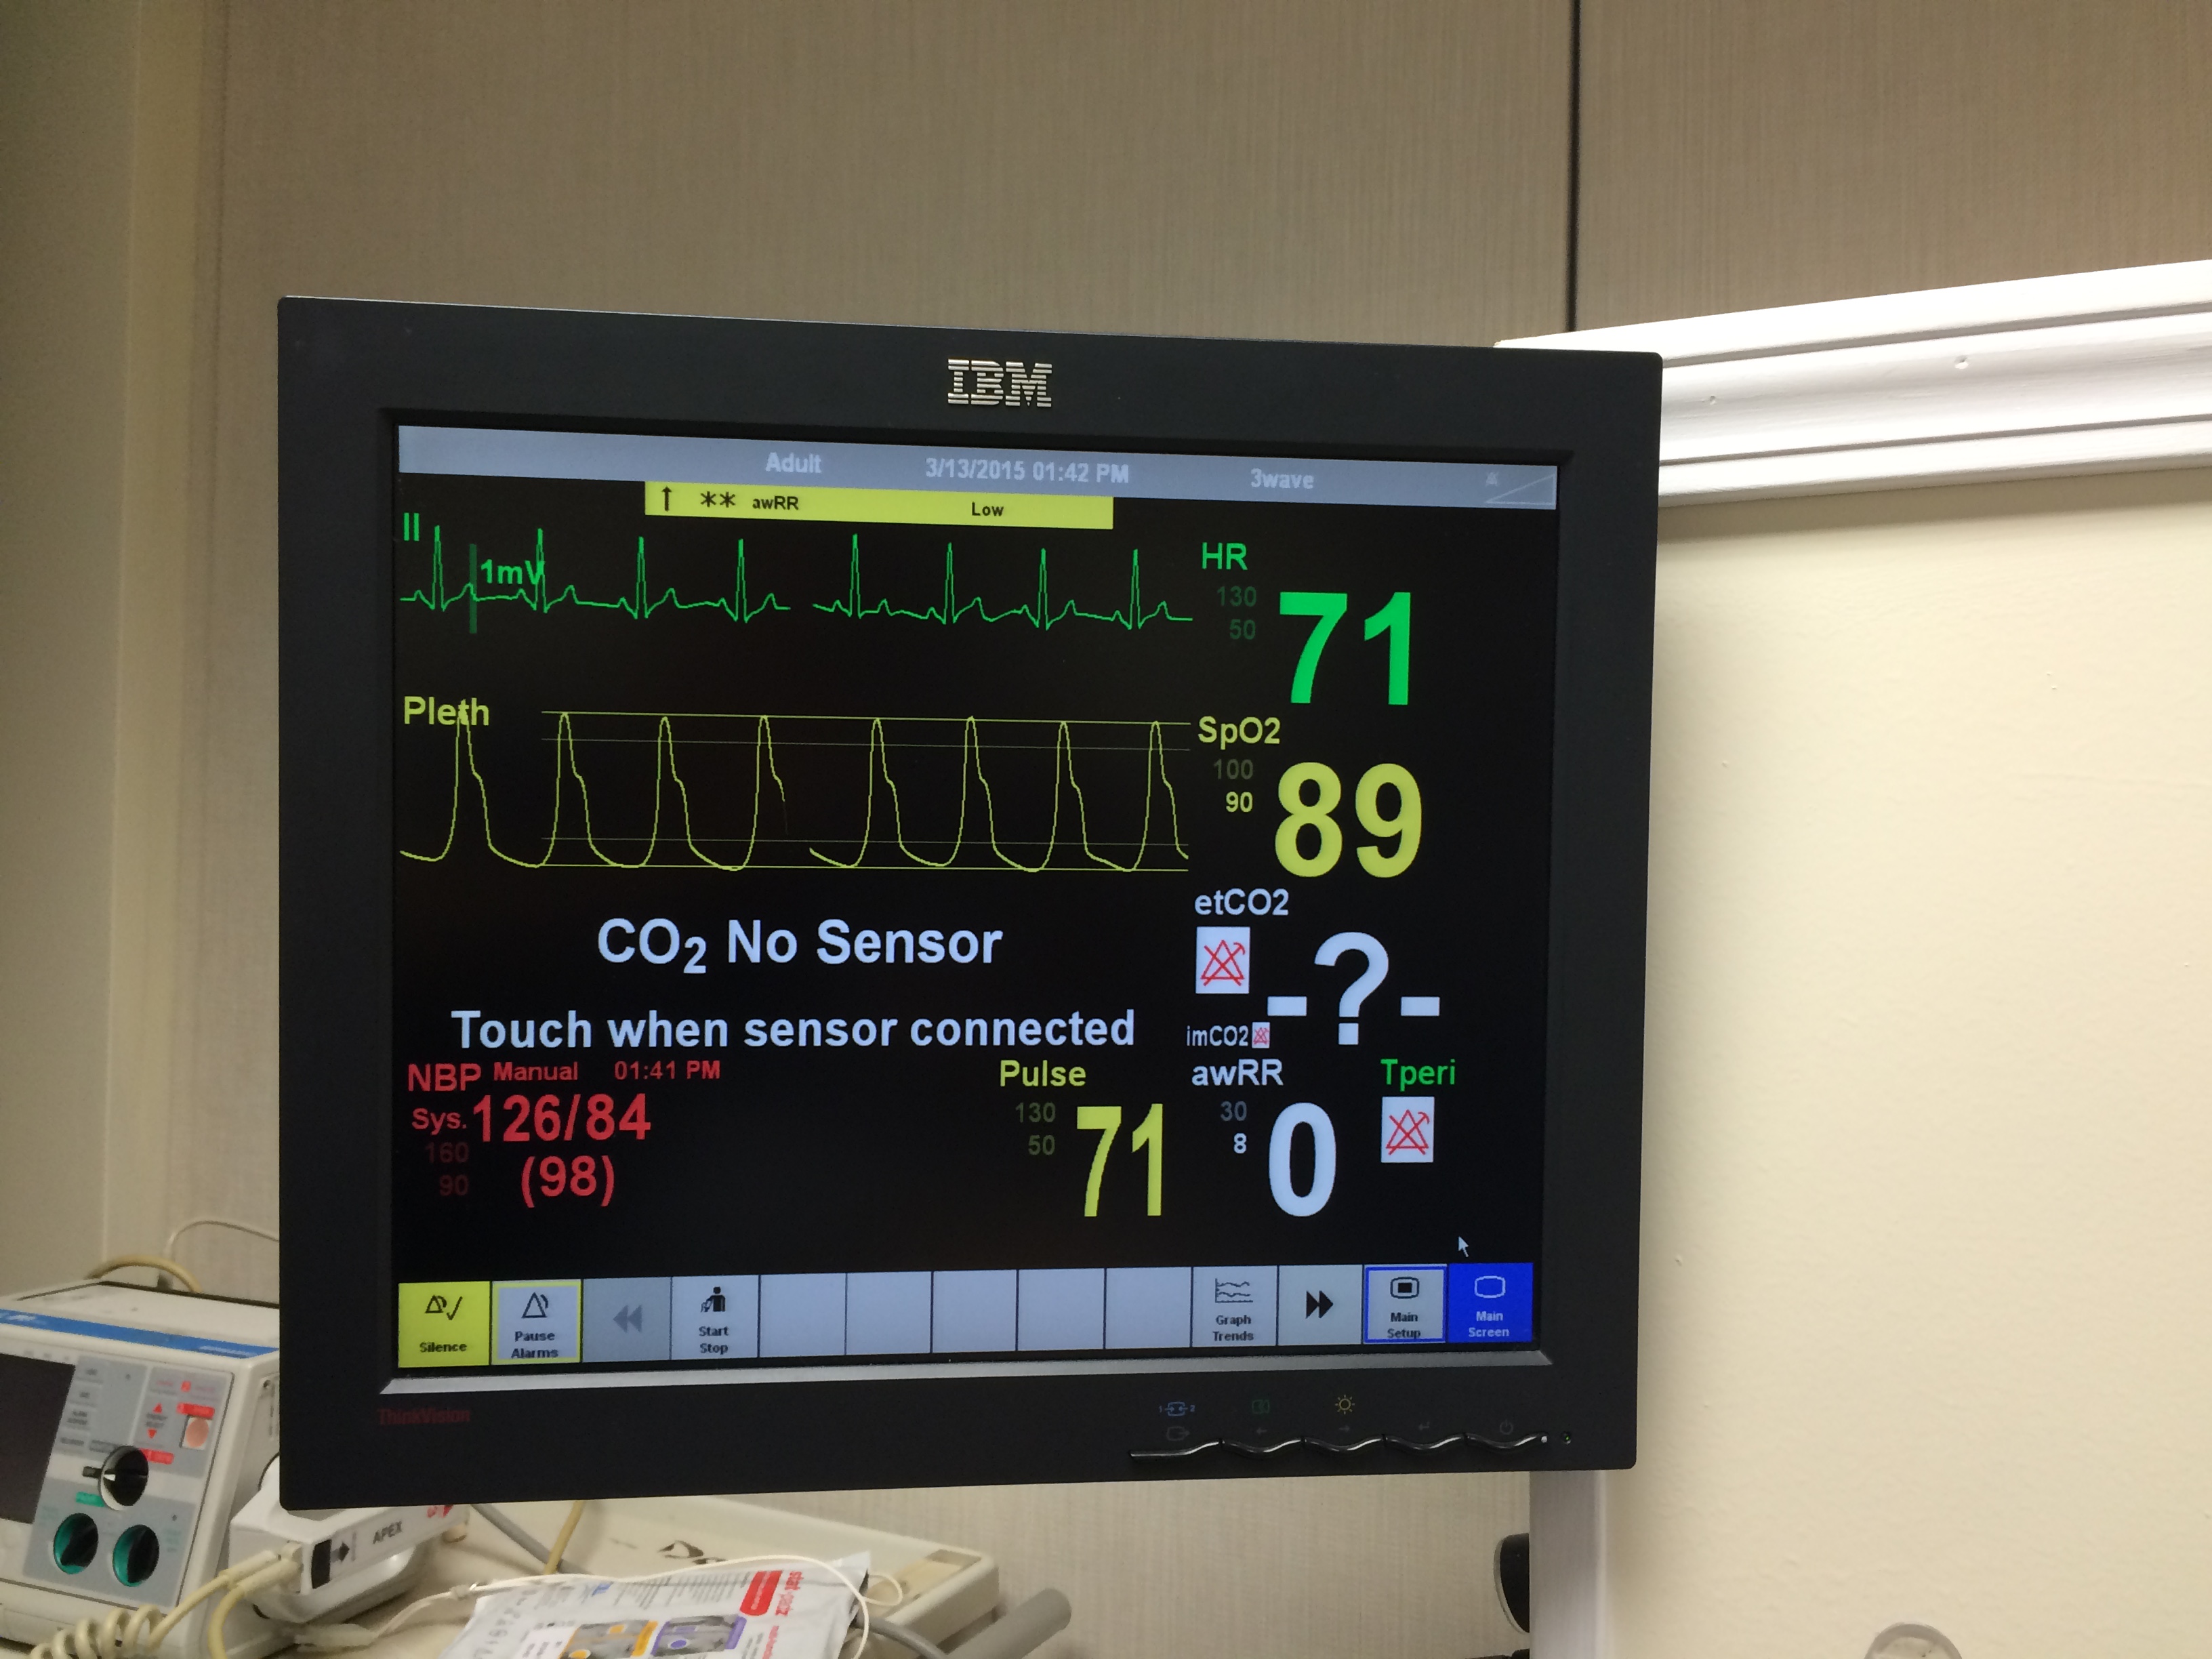 IBM
Adult 3/13/2015 01:42 PM 3wave
↑ ** awRR Low
II
1mV
HR
130
50
71
Pleth
SpO2
100
90
89
etCO2
CO₂ No Sensor
-?-
Touch when sensor connected
imCO2
NBP Manual 01:41 PM
Sys. 126/84
160
90
(98)
Pulse
130
50
71
awRR
30
8
0
Tperi
Silence
Pause Alarms
Start Stop
Graph Trends
Main Setup
Main Screen
ThinkVision
APEX
stat-padz